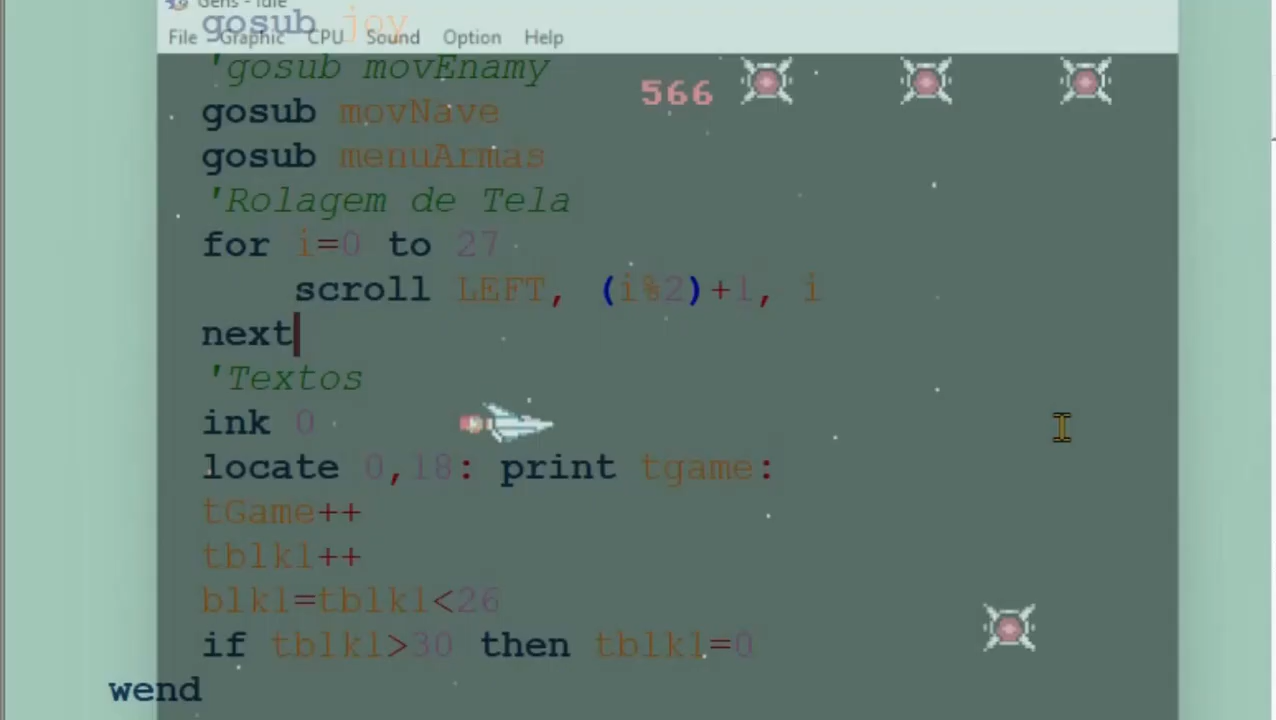 Gens - Idle
gosub joy
File Graphic CPU Sound Option Help
'gosub movEnamy
566
gosub movNave
gosub menuArmas
'Rolagem de Tela
for i=0 to 27
scroll LEFT, (i%2)+1, i
next
'Textos
ink 0
locate 0,18: print tgame:
tGame++
tblkl++
blkl=tblkl<26
if tblkl>30 then tblkl=0
wend